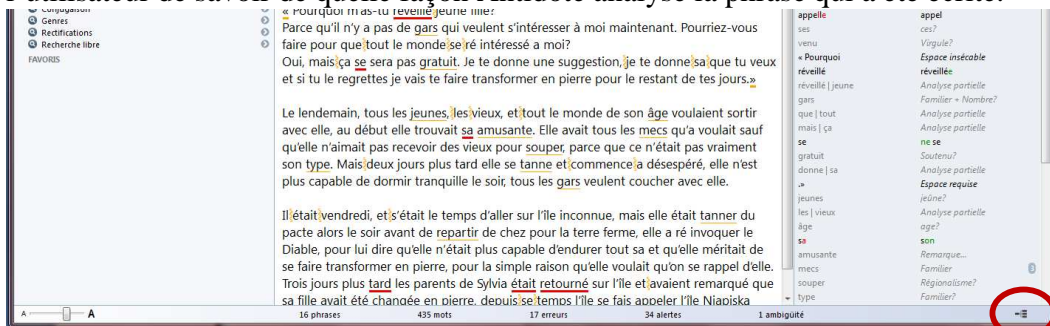 l'utilisateur de savoir de quelle façon Antidote analyse la phrase qui a été écrite.
Conjugaison
Genres
Rectifications
Recherche libre
FAVORIS
« Pourquoi m'as-tu réveillé jeune fille?
Parce qu'il n'y a pas de gars qui veulent s'intéresser à moi maintenant. Pourriez-vous
faire pour que tout le monde se ré intéressé a moi?
Oui, mais ça se sera pas gratuit. Je te donne une suggestion, je te donne sa que tu veux
et si tu le regrettes je vais te faire transformer en pierre pour le restant de tes jours.»
Le lendemain, tous les jeunes, les vieux, et tout le monde de son âge voulaient sortir
avec elle, au début elle trouvait sa amusante. Elle avait tous les mecs qu'a voulait sauf
qu'elle n'aimait pas recevoir des vieux pour souper, parce que ce n'était pas vraiment
son type. Mais deux jours plus tard elle se tanne et commence a désespéré, elle n'est
plus capable de dormir tranquille le soir, tous les gars veulent coucher avec elle.
Il était vendredi, et s'était le temps d'aller sur l'île inconnue, mais elle était tanner du
pacte alors le soir avant de repartir de chez pour la terre ferme, elle a ré invoquer le
Diable, pour lui dire qu'elle n'était plus capable d'endurer tout sa et qu'elle méritait de
se faire transformer en pierre, pour la simple raison qu'elle voulait qu'on se rappel d'elle.
Trois jours plus tard les parents de Sylvia était retourné sur l'île et avaient remarqué que
sa fille avait été changée en pierre, depuis se temps l'île se fais appeler l'île Niapiska
appelle appel
ses ces?
venu Virgule?
« Pourquoi Espace insécable
réveillé réveillée
réveillé | jeune Analyse partielle
gars Familier + Nombre?
que | tout Analyse partielle
mais | ça Analyse partielle
se ne se
gratuit Soutenu?
donne | sa Analyse partielle
.» Espace requise
jeunes jeûne?
les | vieux Analyse partielle
âge age?
sa son
amusante Remarque...
mecs Familier
souper Régionalisme?
type Familier?
A A 16 phrases 435 mots 17 erreurs 34 alertes 1 ambigüité